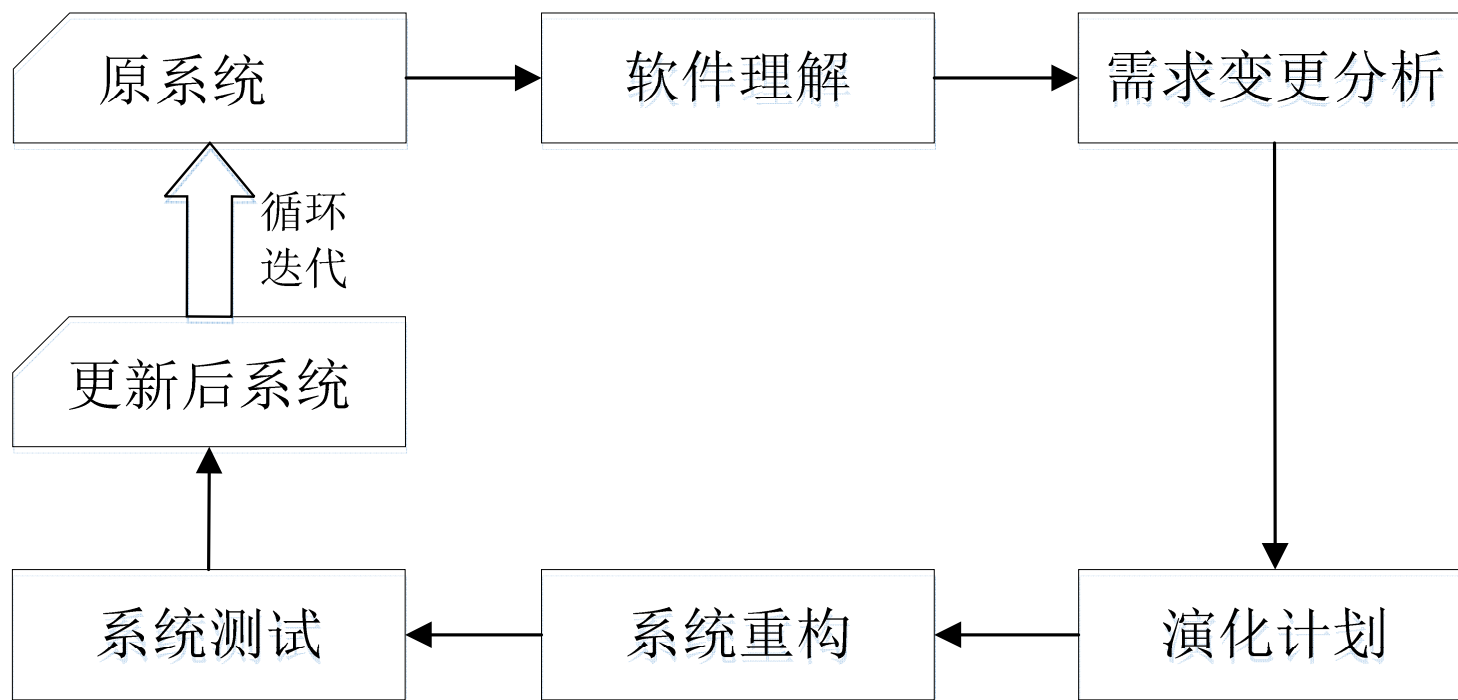 原系统
软件理解
需求变更分析
循环
迭代
更新后系统
系统测试
系统重构
演化计划